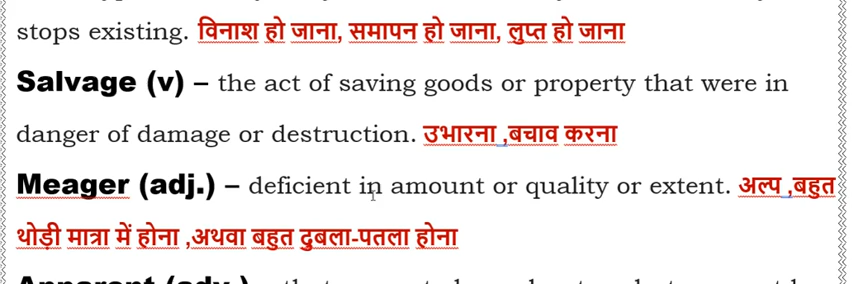 stops existing. विनाश हो जाना, समापन हो जाना, लुप्त हो जाना
Salvage (v) – the act of saving goods or property that were in
danger of damage or destruction. उभारना ,बचाव करना
Meager (adj.) – deficient in amount or quality or extent. अल्प ,बहुत
थोड़ी मात्रा में होना ,अथवा बहुत दुबला-पतला होना